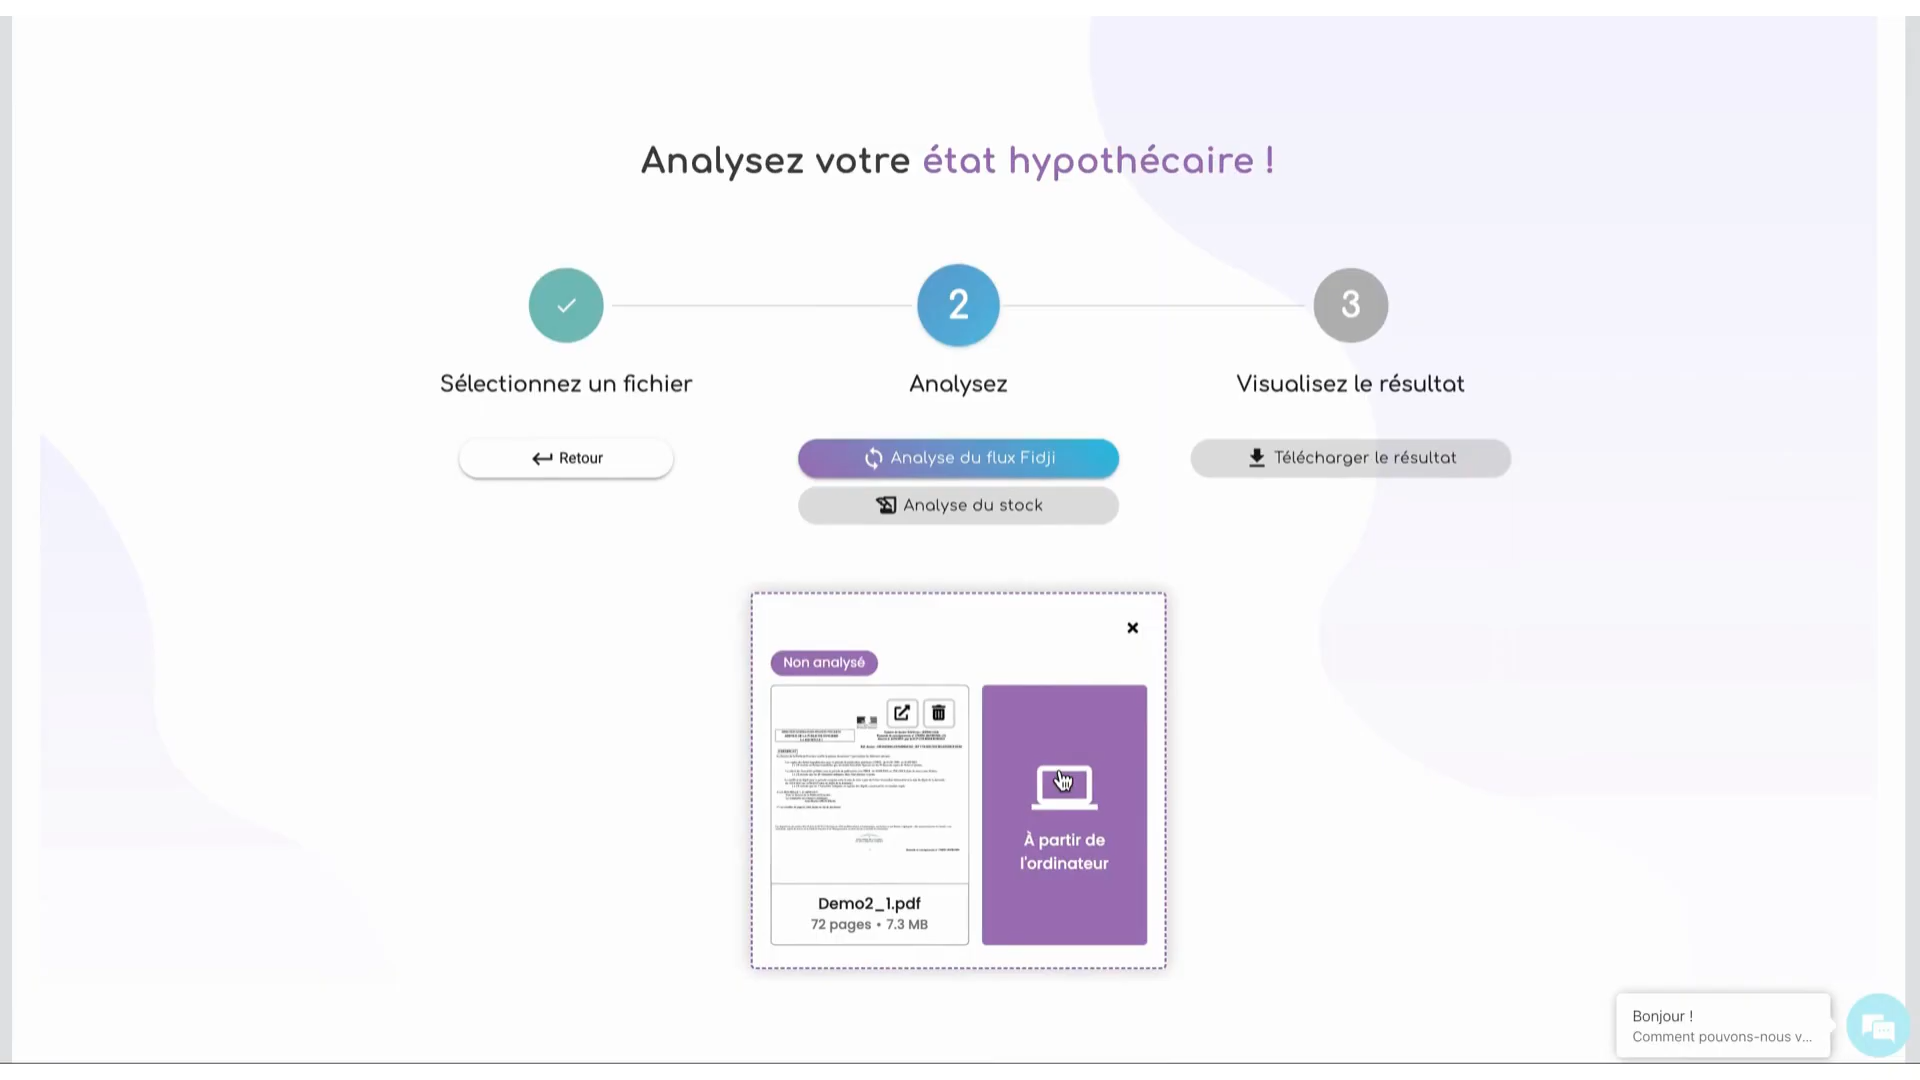 Analysez votre état hypothécaire !
2
3
Sélectionnez un fichier
Analysez
Visualisez le résultat
Retour
Analyse du flux Fidji
Télécharger le résultat
Analyse du stock
Non analysé
À partir de
l'ordinateur
Demo2_1.pdf
72 pages • 7.3 MB
Bonjour !
Comment pouvons-nous v...